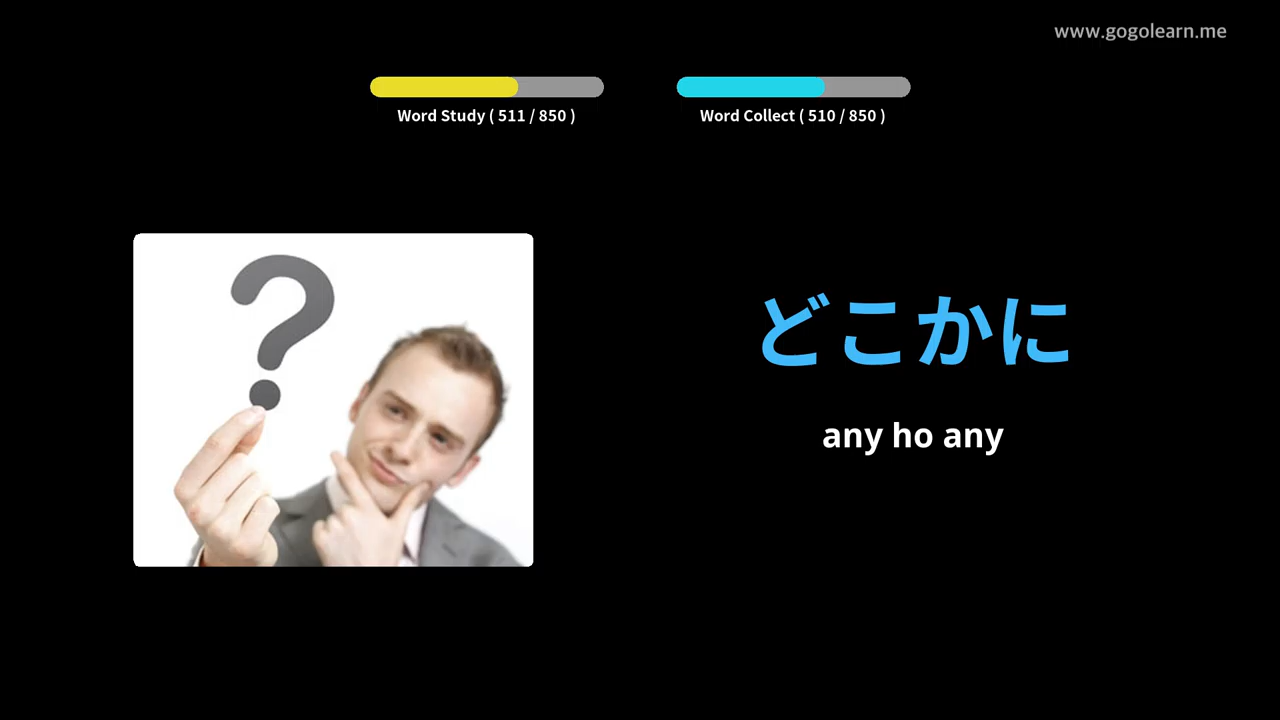 www.gogolearn.me
Word Study ( 511 / 850 )
Word Collect ( 510 / 850 )
?
どこかに
any ho any